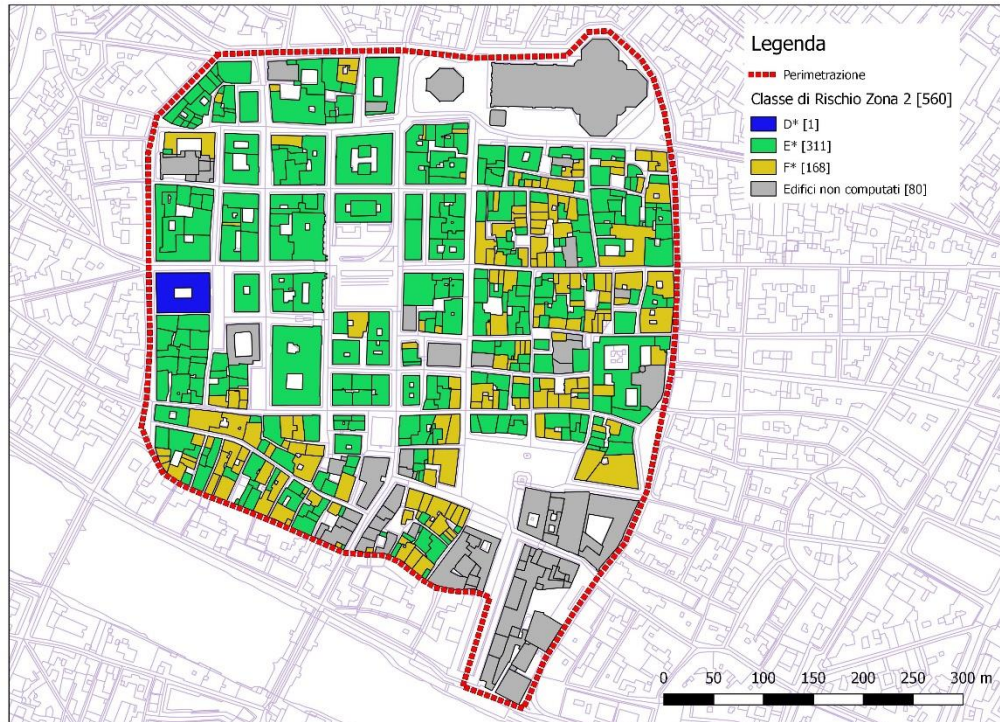 Legenda
Perimetrazione
Classe di Rischio Zona 2 [560]
D* [1]
E* [311]
F* [168]
Edifici non computati [80]
0 50 100 150 200 250 300 m